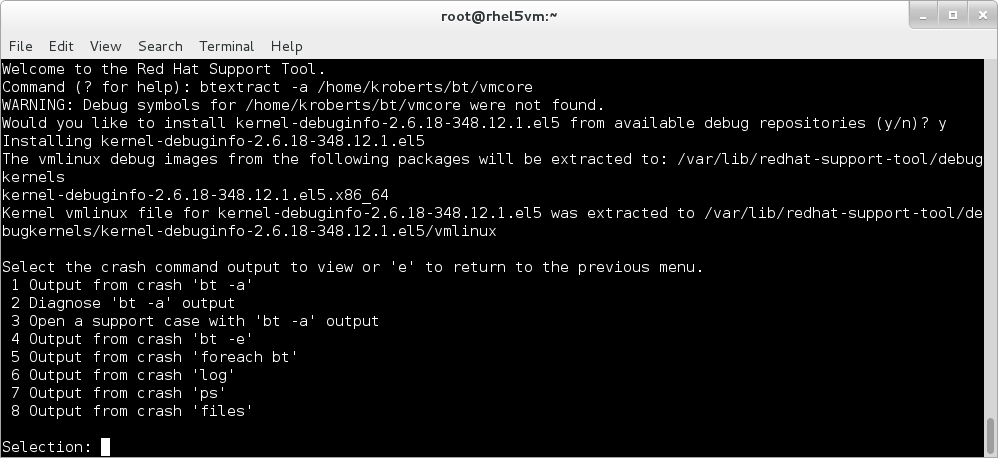 root@rhel5vm:~
File Edit View Search Terminal Help
Welcome to the Red Hat Support Tool.
Command (? for help): btextract -a /home/kroberts/bt/vmcore
WARNING: Debug symbols for /home/kroberts/bt/vmcore were not found.
Would you like to install kernel-debuginfo-2.6.18-348.12.1.el5 from available debug repositories (y/n)? y
Installing kernel-debuginfo-2.6.18-348.12.1.el5
The vmlinux debug images from the following packages will be extracted to: /var/lib/redhat-support-tool/debug
kernels
kernel-debuginfo-2.6.18-348.12.1.el5.x86_64
Kernel vmlinux file for kernel-debuginfo-2.6.18-348.12.1.el5 was extracted to /var/lib/redhat-support-tool/de
bugkernels/kernel-debuginfo-2.6.18-348.12.1.el5/vmlinux
Select the crash command output to view or 'e' to return to the previous menu.
1 Output from crash 'bt -a'
2 Diagnose 'bt -a' output
3 Open a support case with 'bt -a' output
4 Output from crash 'bt -e'
5 Output from crash 'foreach bt'
6 Output from crash 'log'
7 Output from crash 'ps'
8 Output from crash 'files'
Selection: